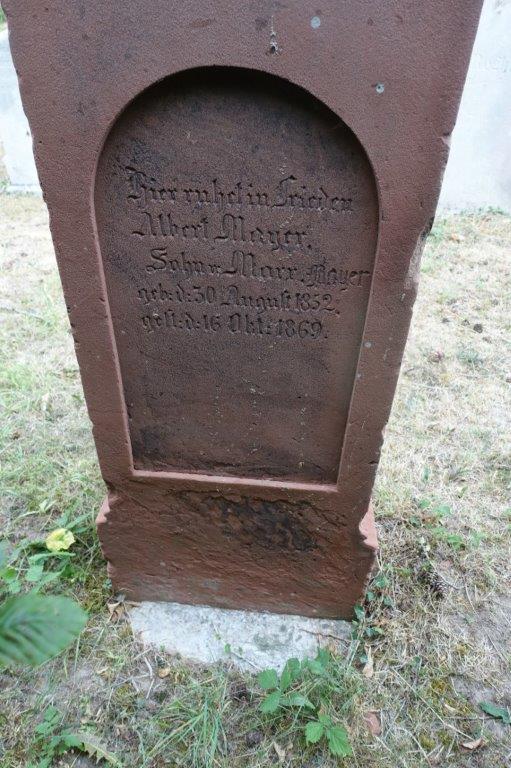 Hier ruhet in Frieden
Albert Mayer.
Sohn v. Marx Mayer
geb: d: 30 August 1852.
gest: d: 16 Okt: 1869.